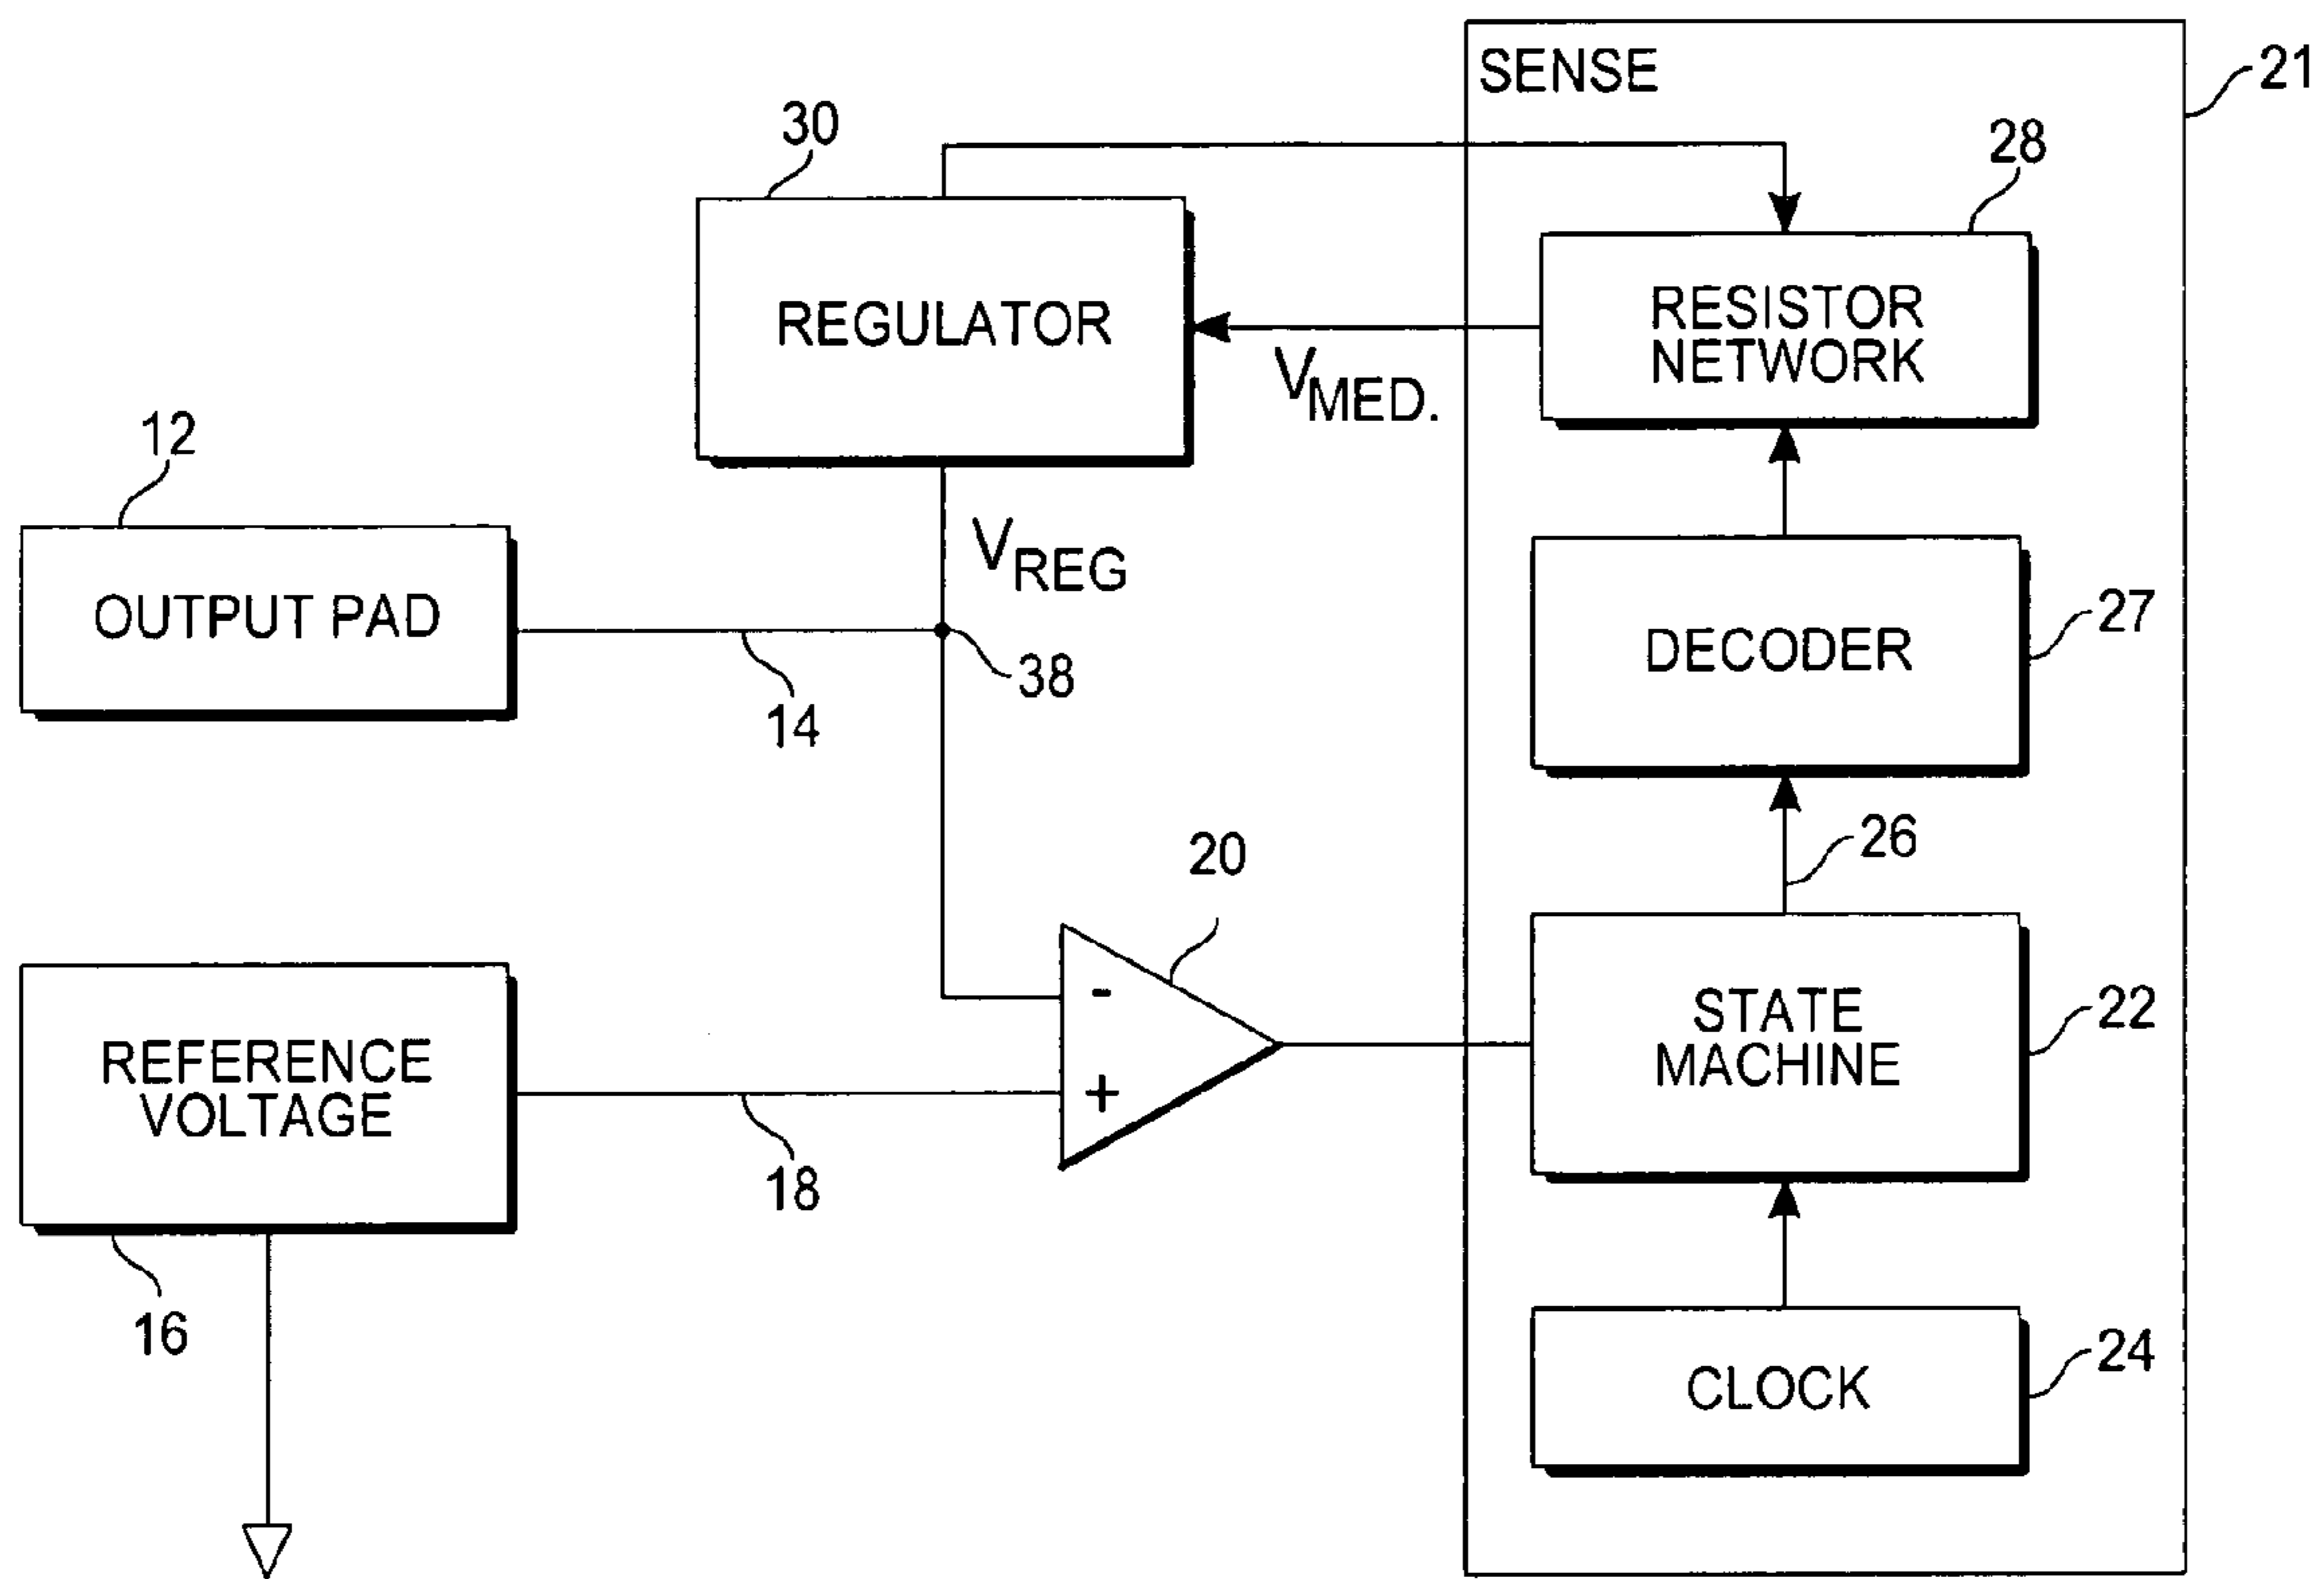 SENSE
21
30
28
REGULATOR
RESISTOR
NETWORK
VMED.
12
VREG
OUTPUT PAD
27
DECODER
38
14
20
26
REFERENCE
VOLTAGE
-
+
STATE
MACHINE
22
18
16
CLOCK
24